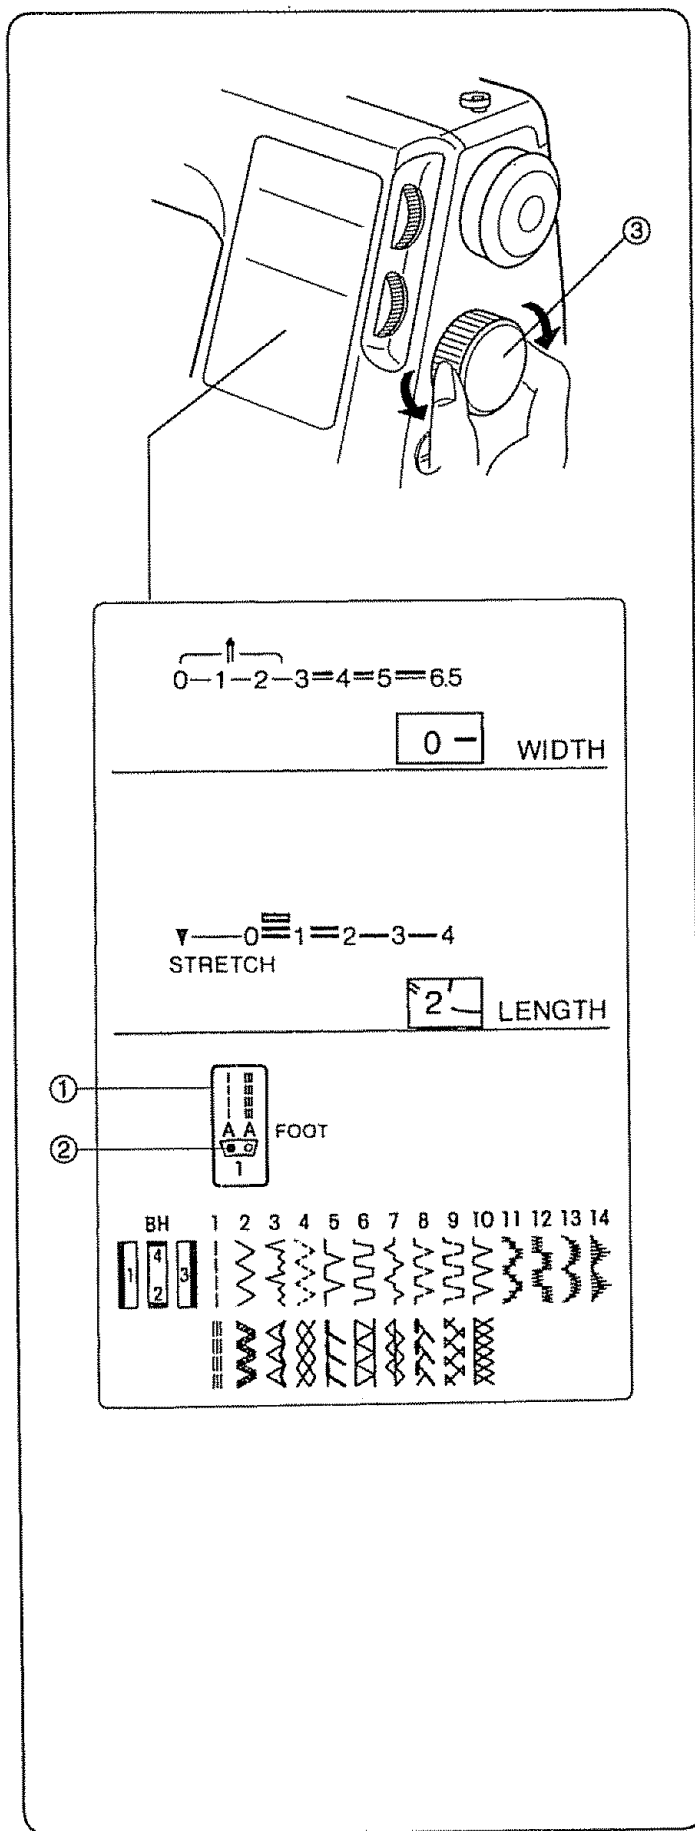 ③
0—1—2—3=4=5=6.5
0 — WIDTH
0≡1=2—3—4
STRETCH
2 LENGTH
①
A A FOOT
②
1
BH 1 2 3 4 5 6 7 8 9 10 11 12 13 14
1 4 3
2